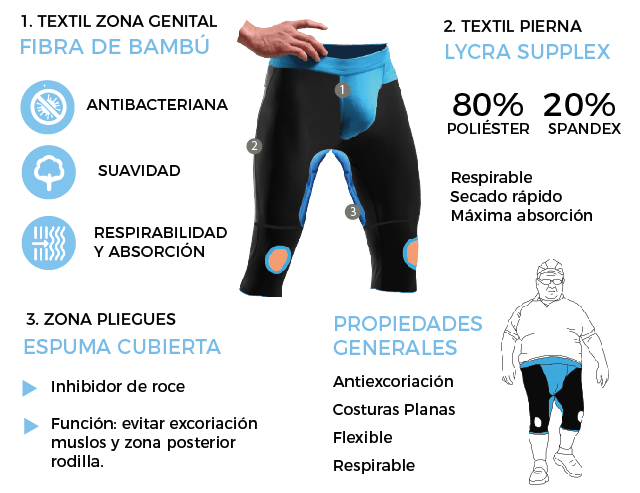 1. TEXTIL ZONA GENITAL
FIBRA DE BAMBÚ
ANTIBACTERIANA
SUAVIDAD
RESPIRABILIDAD
Y ABSORCIÓN
1
2
3
2. TEXTIL PIERNA
LYCRA SUPPLEX
80% 20%
POLIÉSTER SPANDEX
Respirable
Secado rápido
Máxima absorción
3. ZONA PLIEGUES
ESPUMA CUBIERTA
Inhibidor de roce
Función: evitar excoriación
muslos y zona posterior
rodilla.
PROPIEDADES
GENERALES
Antiexcoriación
Costuras Planas
Flexible
Respirable